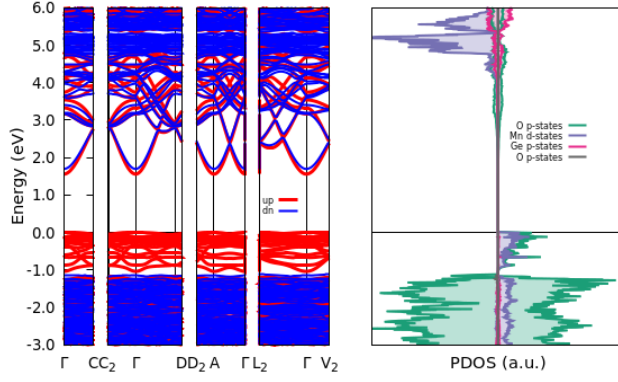 6.0
5.0
4.0
3.0
2.0
1.0
0.0
-1.0
-2.0
-3.0
Energy (eV)
up
dn
Γ CC₂ Γ DD₂ A Γ L₂ Γ V₂
O p-states
Mn d-states
Ge p-states
O p-states
PDOS (a.u.)